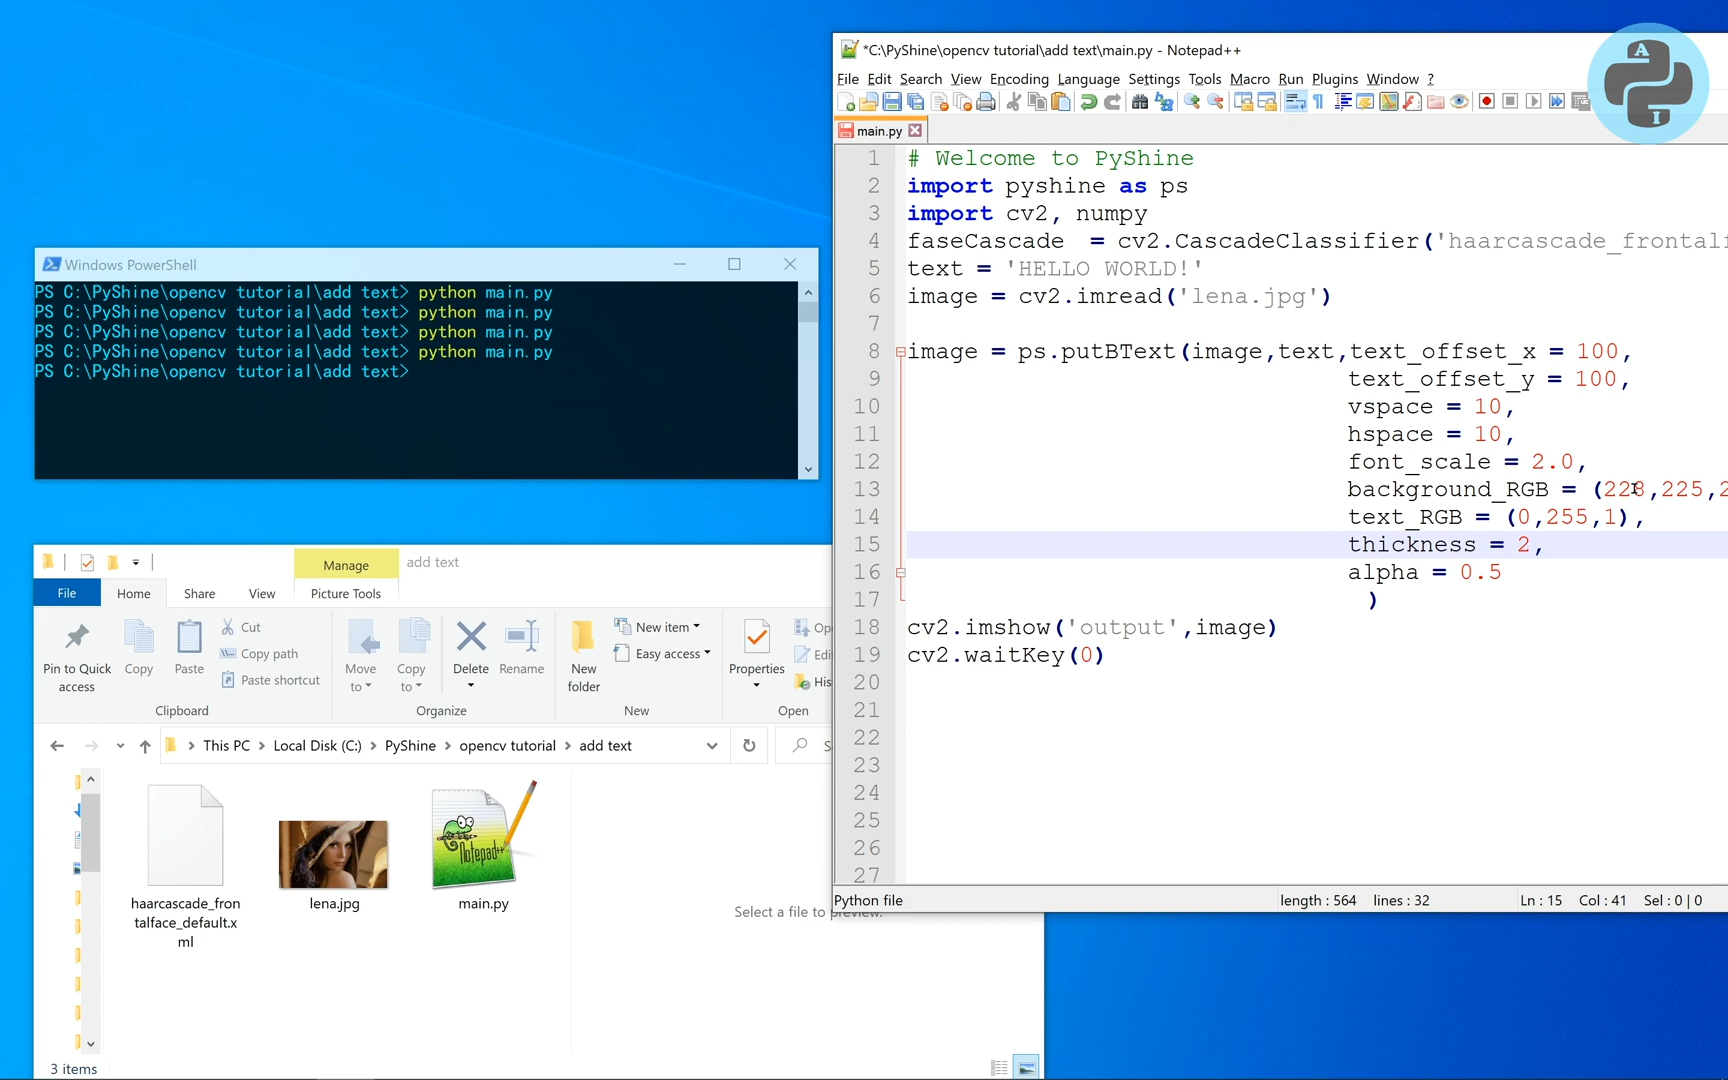 *C:\PyShine\opencv tutorial\add text\main.py - Notepad++
File Edit Search View Encoding Language Settings Tools Macro Run Plugins Window ?
main.py
1 # Welcome to PyShine
2 import pyshine as ps
3 import cv2, numpy
4 faseCascade = cv2.CascadeClassifier('haarcascade_frontalf
5 text = 'HELLO WORLD!'
6 image = cv2.imread('lena.jpg')
7
8 image = ps.putBText(image,text,text_offset_x = 100,
9 text_offset_y = 100,
10 vspace = 10,
11 hspace = 10,
12 font_scale = 2.0,
13 background_RGB = (228,225,2
14 text_RGB = (0,255,1),
15 thickness = 2,
16 alpha = 0.5
17 )
18 cv2.imshow('output',image)
19 cv2.waitKey(0)
20
21
22
23
24
25
26
27
Python file length : 564 lines : 32 Ln : 15 Col : 41 Sel : 0 | 0
A
I
Windows PowerShell
PS C:\PyShine\opencv tutorial\add text> python main.py
PS C:\PyShine\opencv tutorial\add text> python main.py
PS C:\PyShine\opencv tutorial\add text> python main.py
PS C:\PyShine\opencv tutorial\add text> python main.py
PS C:\PyShine\opencv tutorial\add text>
Manage add text
File Home Share View Picture Tools
Pin to Quick access
Copy
Paste
Cut
Copy path
Paste shortcut
Clipboard
Move to
Copy to
Delete
Rename
Organize
New folder
New item
Easy access
New
Properties
Op
Edi
His
Open
This PC > Local Disk (C:) > PyShine > opencv tutorial > add text
S
haarcascade_fron
talface_default.x
ml
lena.jpg
main.py
Notepad++
Select a file to preview.
3 items